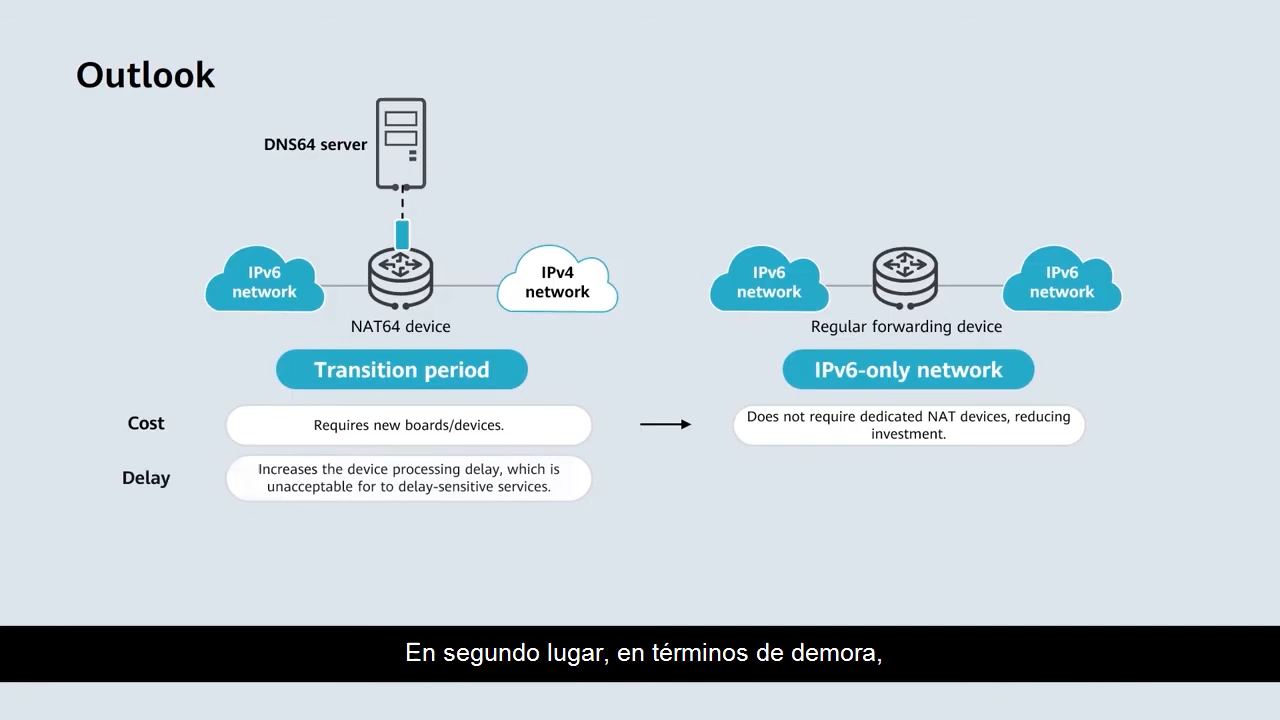 Outlook
DNS64 server
IPv6
network
IPv4
network
NAT64 device
IPv6
network
IPv6
network
Regular forwarding device
Transition period
IPv6-only network
Cost
Requires new boards/devices.
Does not require dedicated NAT devices, reducing
investment.
Delay
Increases the device processing delay, which is
unacceptable for to delay-sensitive services.
En segundo lugar, en términos de demora,